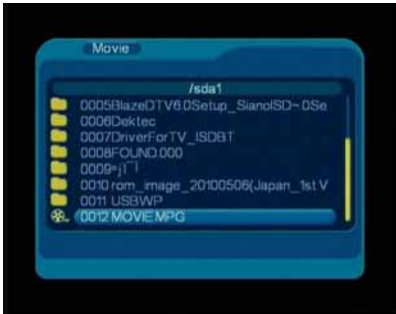 Movie
/sda1
0005BlazeDTV6.0Setup_SianoISD~0Se
0006Dektec
0007DriverForTV_ISDBT
0008FOUND.000
0010 rom_image_20100506(Japan_1st V
0011 USBWP
0012 MOVIE.MPG